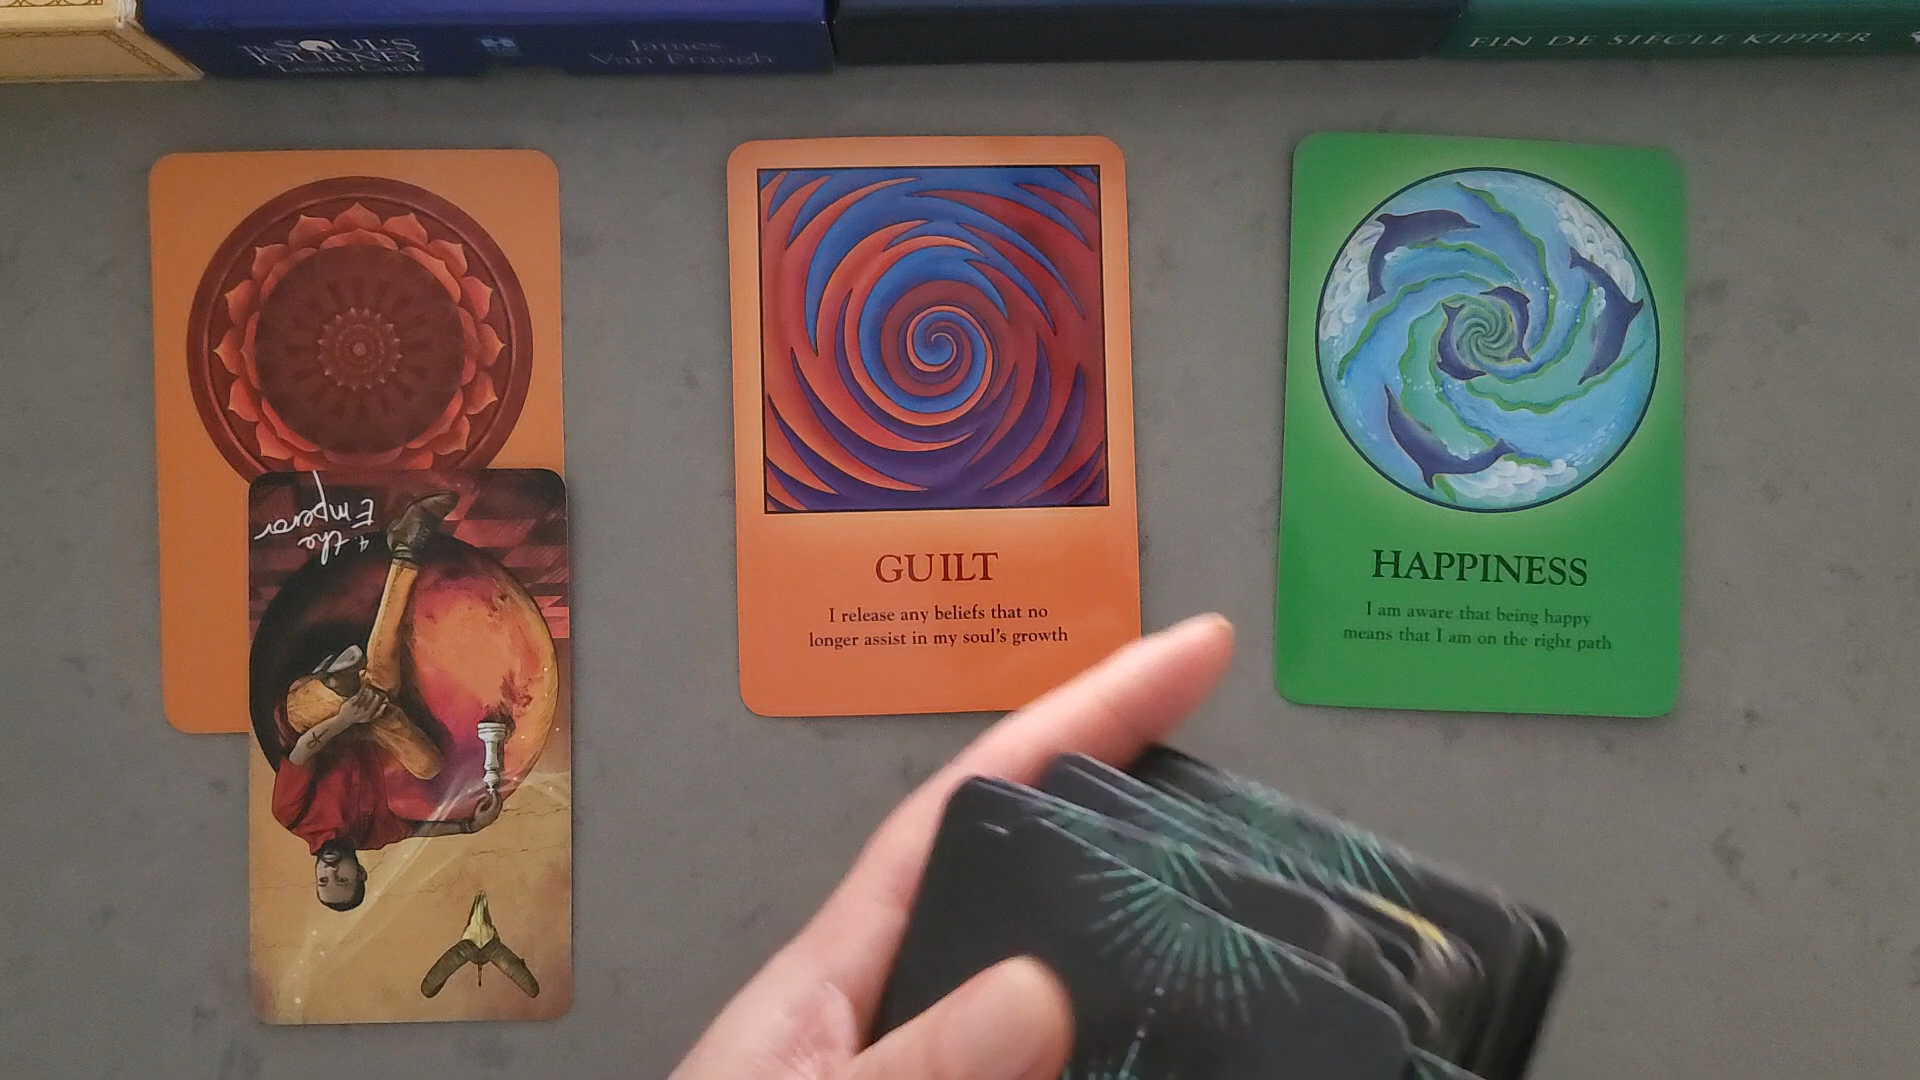 THE
SOUL'S
JOURNEY
Lesson Cards
James
Van Praagh
FIN DE SIÈCLE KIPPER
4. the
Emperor
GUILT
I release any beliefs that no
longer assist in my soul's growth
HAPPINESS
I am aware that being happy
means that I am on the right path